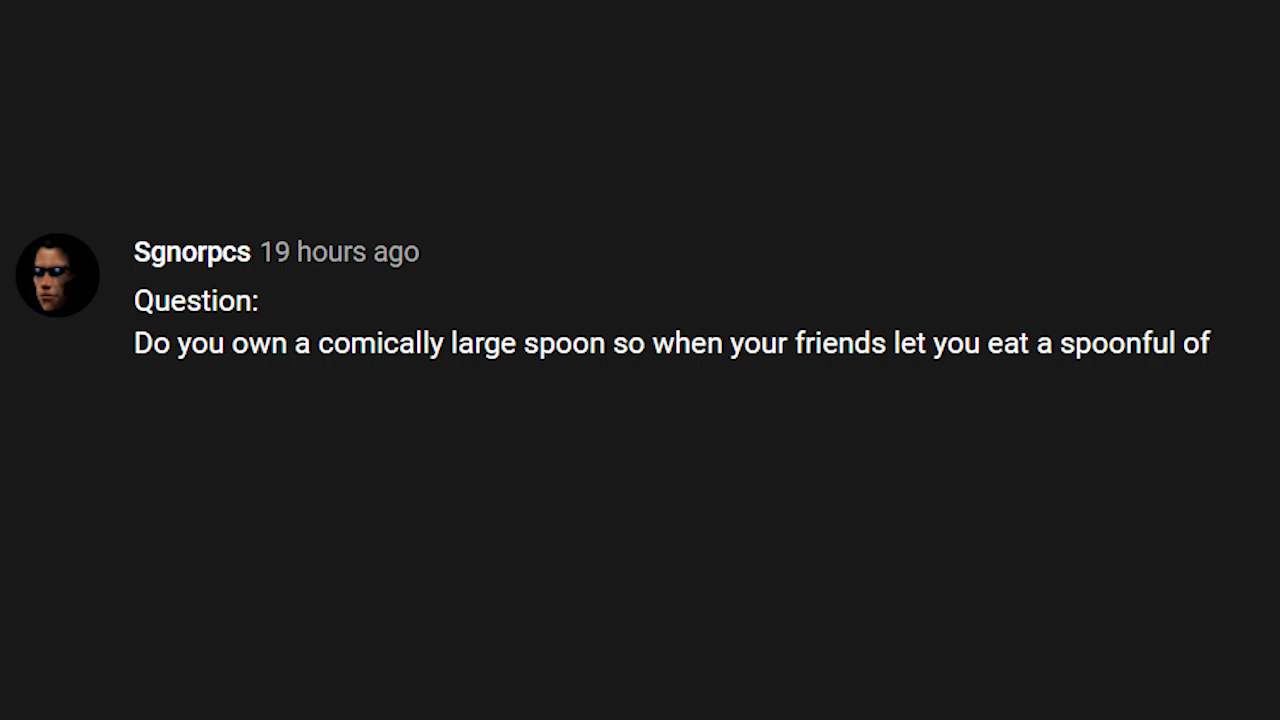 Sgnorpcs 19 hours ago
Question:
Do you own a comically large spoon so when your friends let you eat a spoonful of